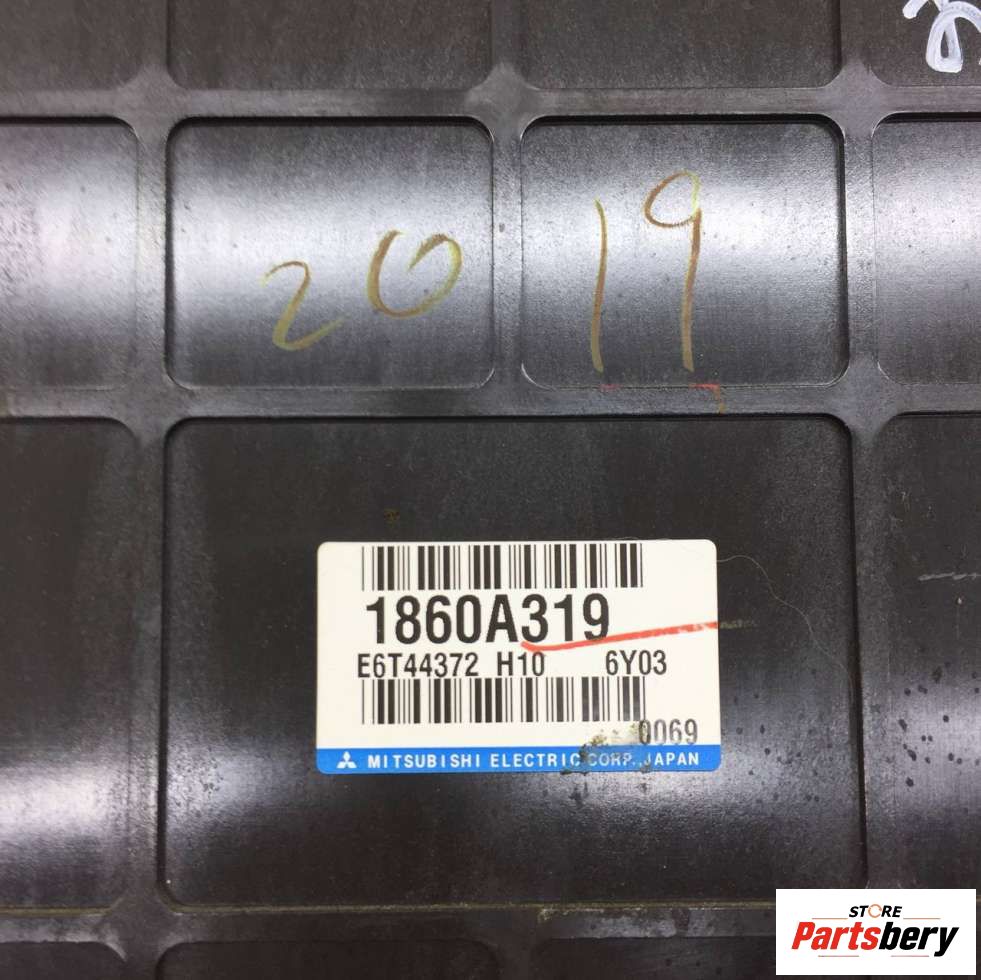 2019
1860A319
E6T44372 H10 6Y03
0069
MITSUBISHI ELECTRIC CORP., JAPAN
STORE
Partsbery